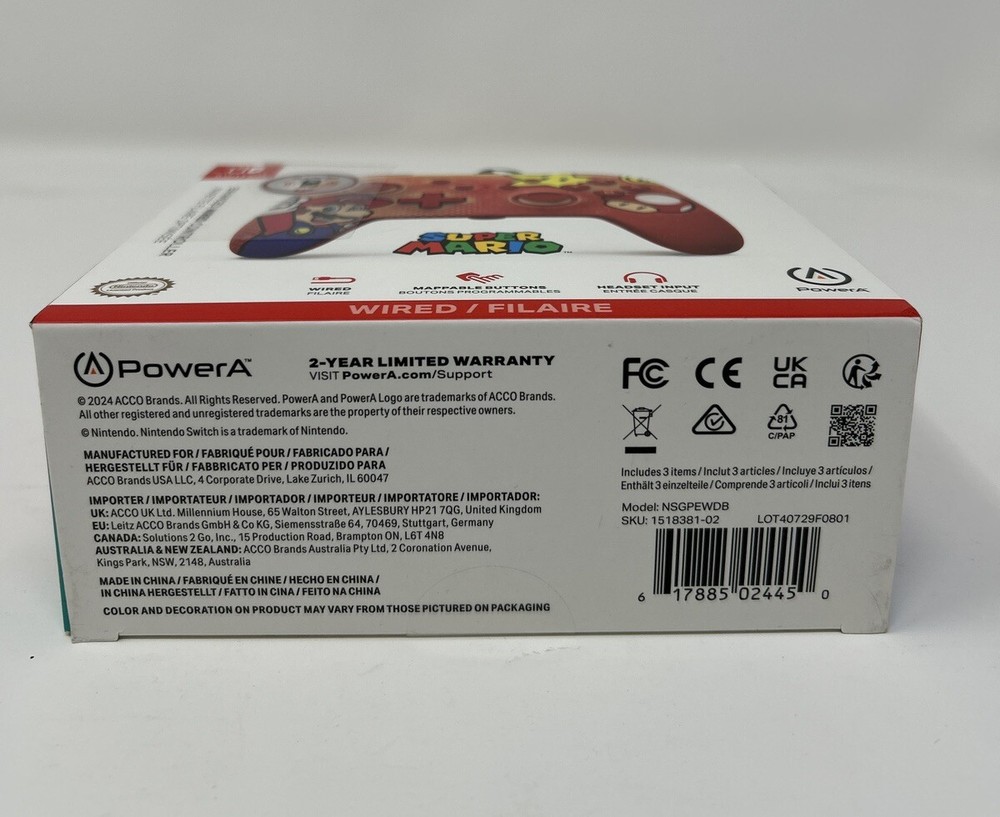 SUPER
MARIO™
WIRED
FILAIRE
MAPPABLE BUTTONS
BOUTONS PROGRAMMABLES
HEADSET INPUT
ENTRÉE CASQUE
PowerA
WIRED / FILAIRE
PowerA™
2-YEAR LIMITED WARRANTY
VISIT PowerA.com/Support
© 2024 ACCO Brands. All Rights Reserved. PowerA and PowerA Logo are trademarks of ACCO Brands.
All other registered and unregistered trademarks are the property of their respective owners.
© Nintendo. Nintendo Switch is a trademark of Nintendo.
MANUFACTURED FOR / FABRIQUÉ POUR / FABRICADO PARA /
HERGESTELLT FÜR / FABBRICATO PER / PRODUZIDO PARA
ACCO Brands USA LLC, 4 Corporate Drive, Lake Zurich, IL 60047
IMPORTER / IMPORTATEUR / IMPORTADOR / IMPORTEUR / IMPORTATORE / IMPORTADOR:
UK: ACCO UK Ltd. Millennium House, 65 Walton Street, AYLESBURY HP21 7QG, United Kingdom
EU: Leitz ACCO Brands GmbH & Co KG, Siemensstraße 64, 70469, Stuttgart, Germany
CANADA: Solutions 2 Go, Inc., 15 Production Road, Brampton ON, L6T 4N8
AUSTRALIA & NEW ZEALAND: ACCO Brands Australia Pty Ltd, 2 Coronation Avenue,
Kings Park, NSW, 2148, Australia
MADE IN CHINA / FABRIQUÉ EN CHINE / HECHO EN CHINA /
IN CHINA HERGESTELLT / FATTO IN CINA / FEITO NA CHINA
COLOR AND DECORATION ON PRODUCT MAY VARY FROM THOSE PICTURED ON PACKAGING
FC CE UK
CA
81
C/PAP
Includes 3 items / Inclut 3 articles / Incluye 3 artículos /
Enthält 3 einzelteile / Comprende 3 articoli / Inclui 3 itens
Model: NSGPEWDB
SKU: 1518381-02 LOT40729F0801
6 17885 02445 0